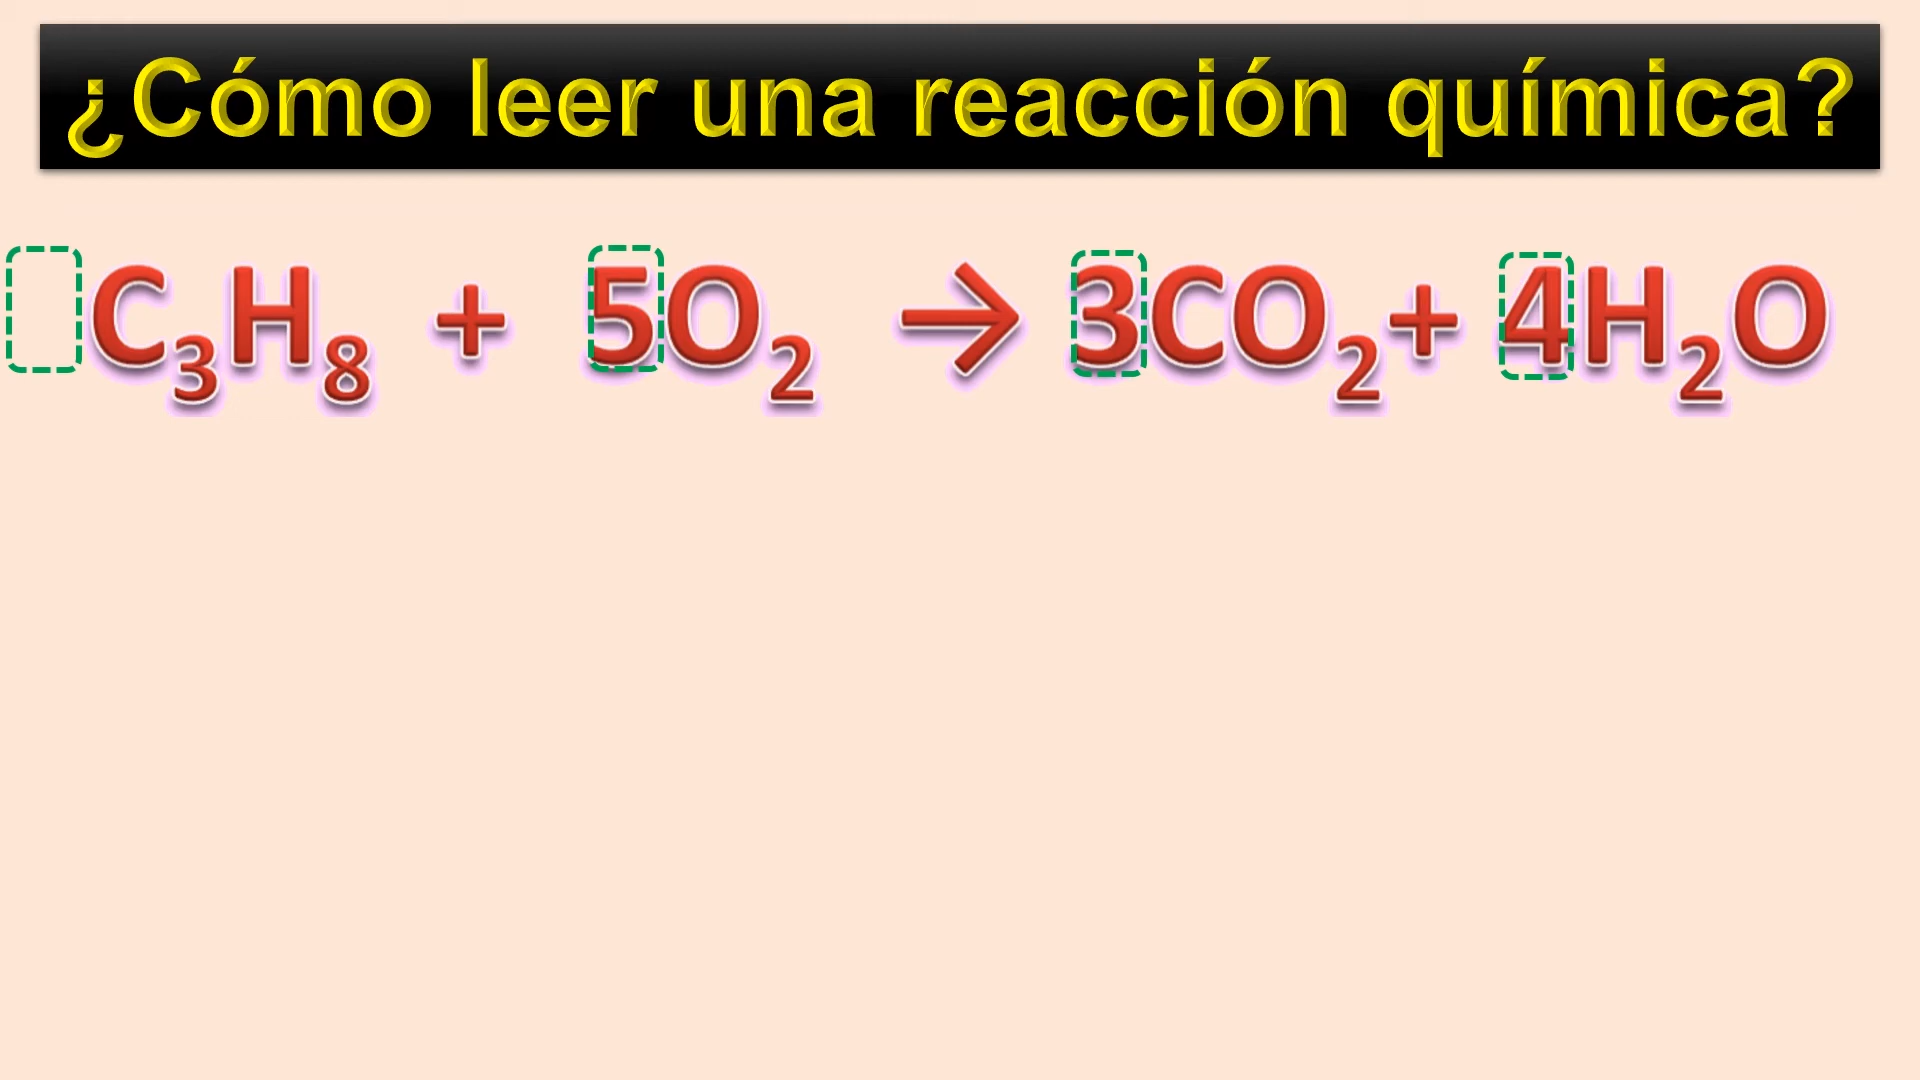 ¿Cómo leer una reacción química?
C₃H₈ + 5O₂ → 3CO₂+ 4H₂O